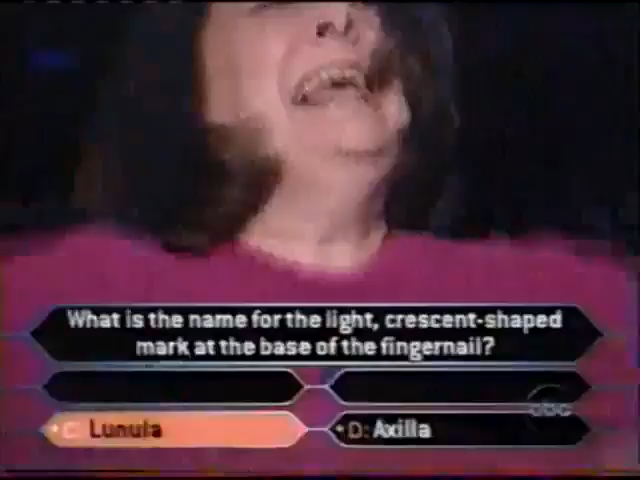 What is the name for the light, crescent-shaped
mark at the base of the fingernail?
abc
C: Lunula
D: Axilla